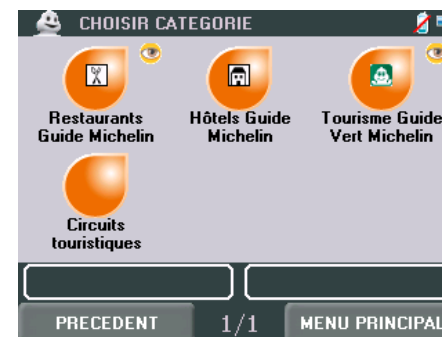 CHOISIR CATEGORIE
Restaurants
Guide Michelin
Hôtels Guide
Michelin
Tourisme Guide
Vert Michelin
Circuits
touristiques
PRECEDENT
1/1
MENU PRINCIPAL